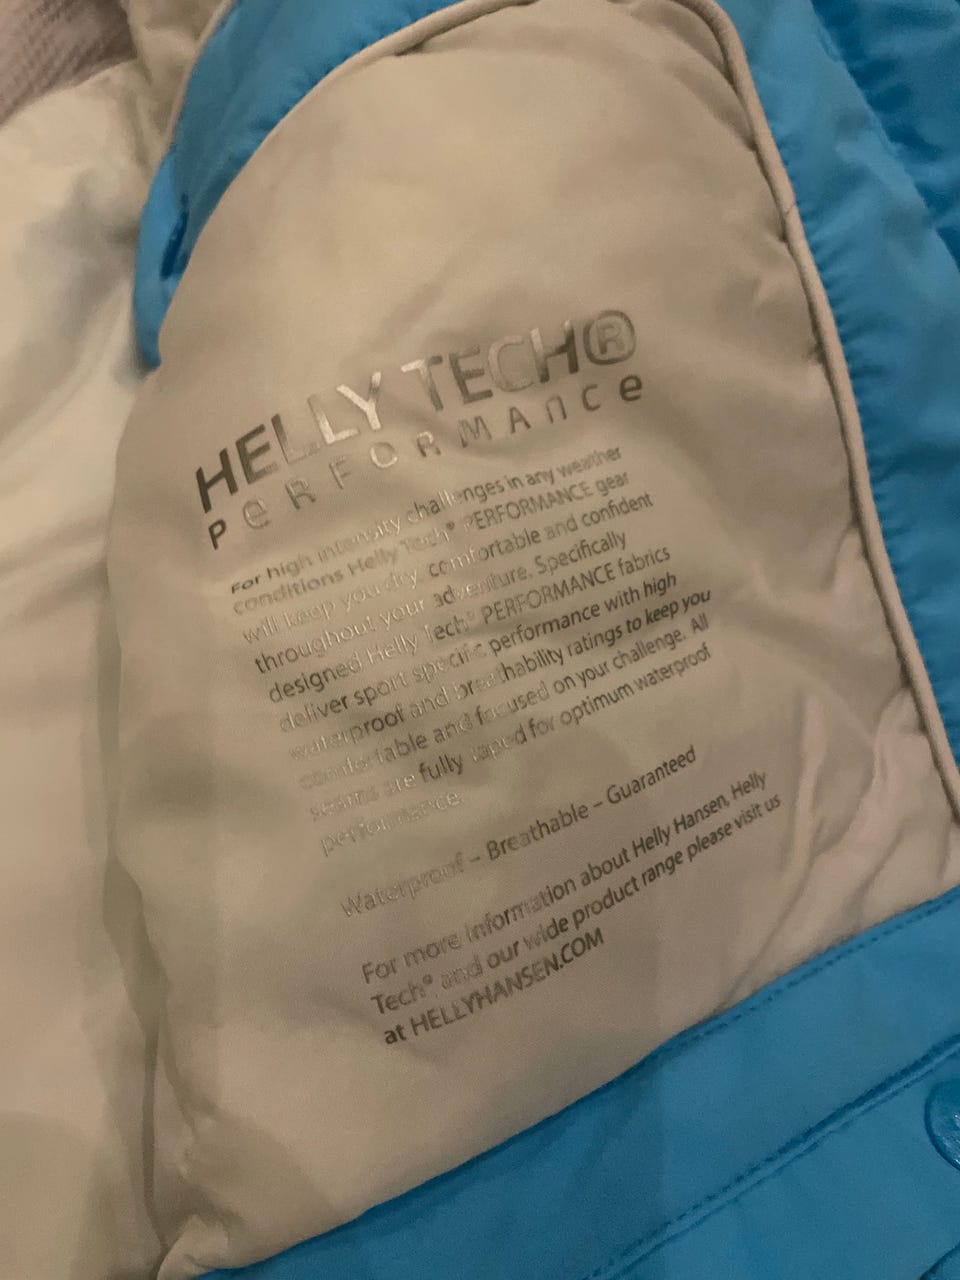 HELLY TECH®
PERFORMAnce
For high intensity challenges in any weather
conditions Helly Tech® PERFORMANCE gear
will keep you dry, comfortable and confident
throughout your adventure. Specifically
designed Helly Tech® PERFORMANCE fabrics
deliver sport specific performance with high
waterproof and breathability ratings to keep you
comfortable and focused on your challenge. All
seams are fully taped for optimum waterproof
performance.
Waterproof – Breathable – Guaranteed
For more information about Helly Hansen, Helly
Tech® and our wide product range please visit us
at HELLYHANSEN.COM